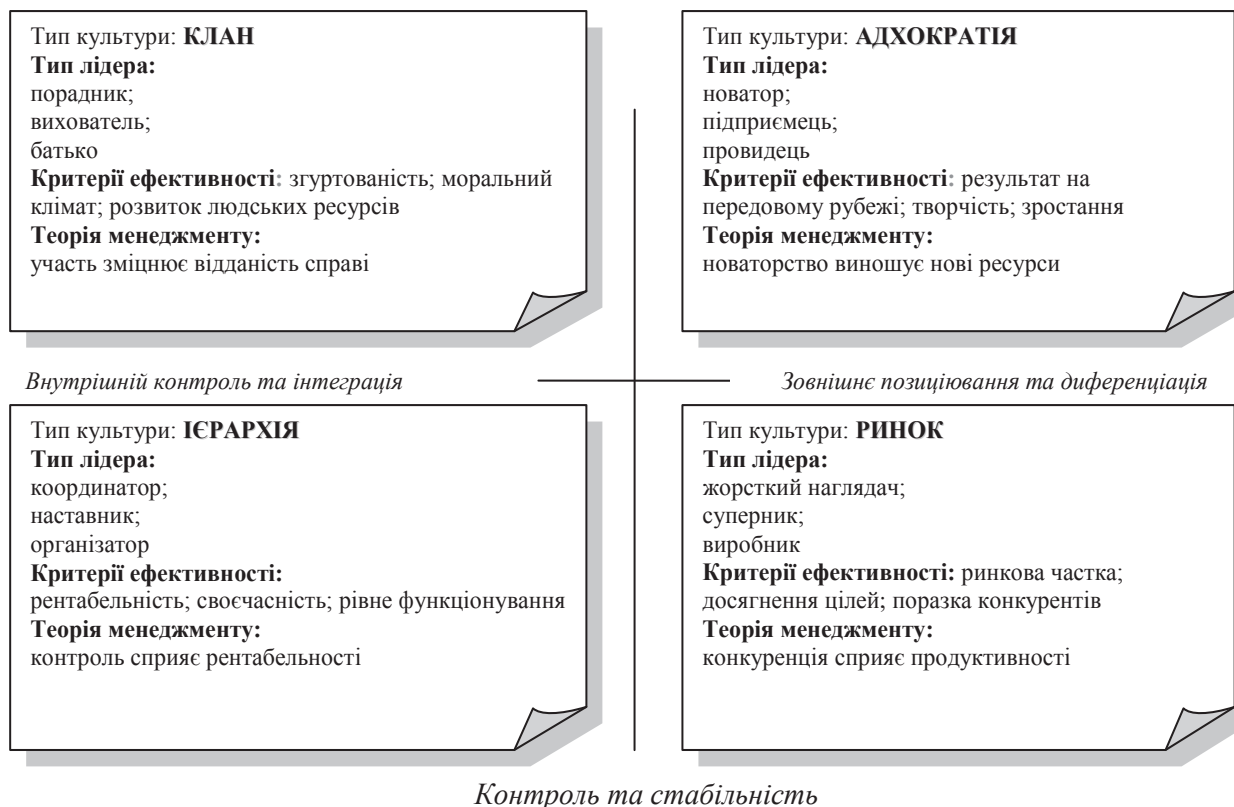 Тип культури: КЛАН
Тип лідера:
порадник;
вихователь;
батько
Критерії ефективності: згуртованість; моральний
клімат; розвиток людських ресурсів
Теорія менеджменту:
участь зміцнює відданість справі
Тип культури: АДХОКРАТІЯ
Тип лідера:
новатор;
підприємець;
провидець
Критерії ефективності: результат на
передовому рубежі; творчість; зростання
Теорія менеджменту:
новаторство виношує нові ресурси
Внутрішній контроль та інтеграція
Зовнішнє позиціювання та диференціація
Тип культури: ІЄРАРХІЯ
Тип лідера:
координатор;
наставник;
організатор
Критерії ефективності:
рентабельність; своєчасність; рівне функціонування
Теорія менеджменту:
контроль сприяє рентабельності
Тип культури: РИНОК
Тип лідера:
жорсткий наглядач;
суперник;
виробник
Критерії ефективності: ринкова частка;
досягнення цілей; поразка конкурентів
Теорія менеджменту:
конкуренція сприяє продуктивності
Контроль та стабільність